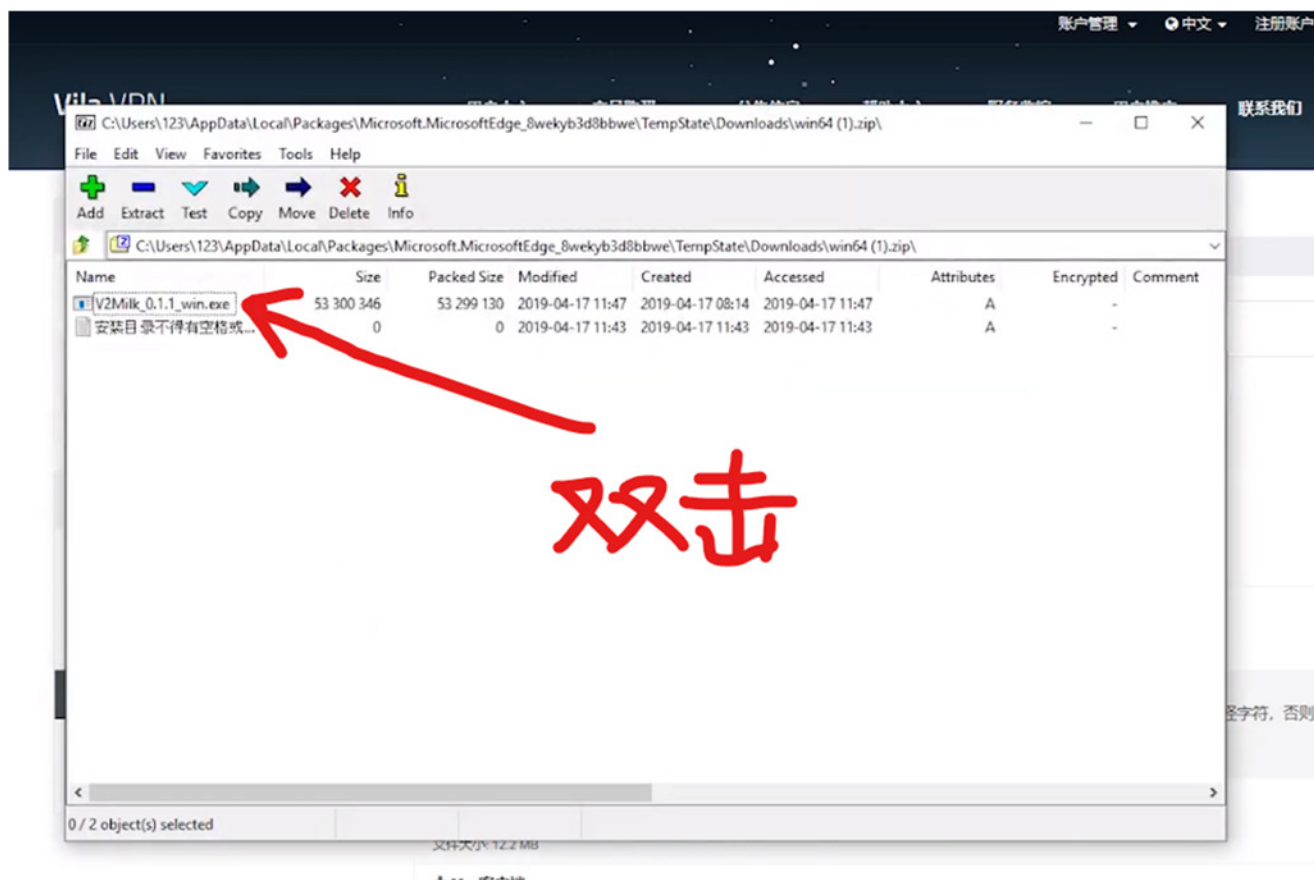 账户管理 中文 注册账户
Vila VPN
联系我们
C:\Users\123\AppData\Local\Packages\Microsoft.MicrosoftEdge_8wekyb3d8bbwe\TempState\Downloads\win64 (1).zip\
File Edit View Favorites Tools Help
Add Extract Test Copy Move Delete Info
C:\Users\123\AppData\Local\Packages\Microsoft.MicrosoftEdge_8wekyb3d8bbwe\TempState\Downloads\win64 (1).zip\
Name Size Packed Size Modified Created Accessed Attributes Encrypted Comment
V2Milk_0.1.1_win.exe 53 300 346 53 299 130 2019-04-17 11:47 2019-04-17 08:14 2019-04-17 11:47 A -
安装目录不得有空格或... 0 0 2019-04-17 11:43 2019-04-17 11:43 2019-04-17 11:43 A -
双击
字符，否则
0 / 2 object(s) selected
文件大小: 12.2 MB